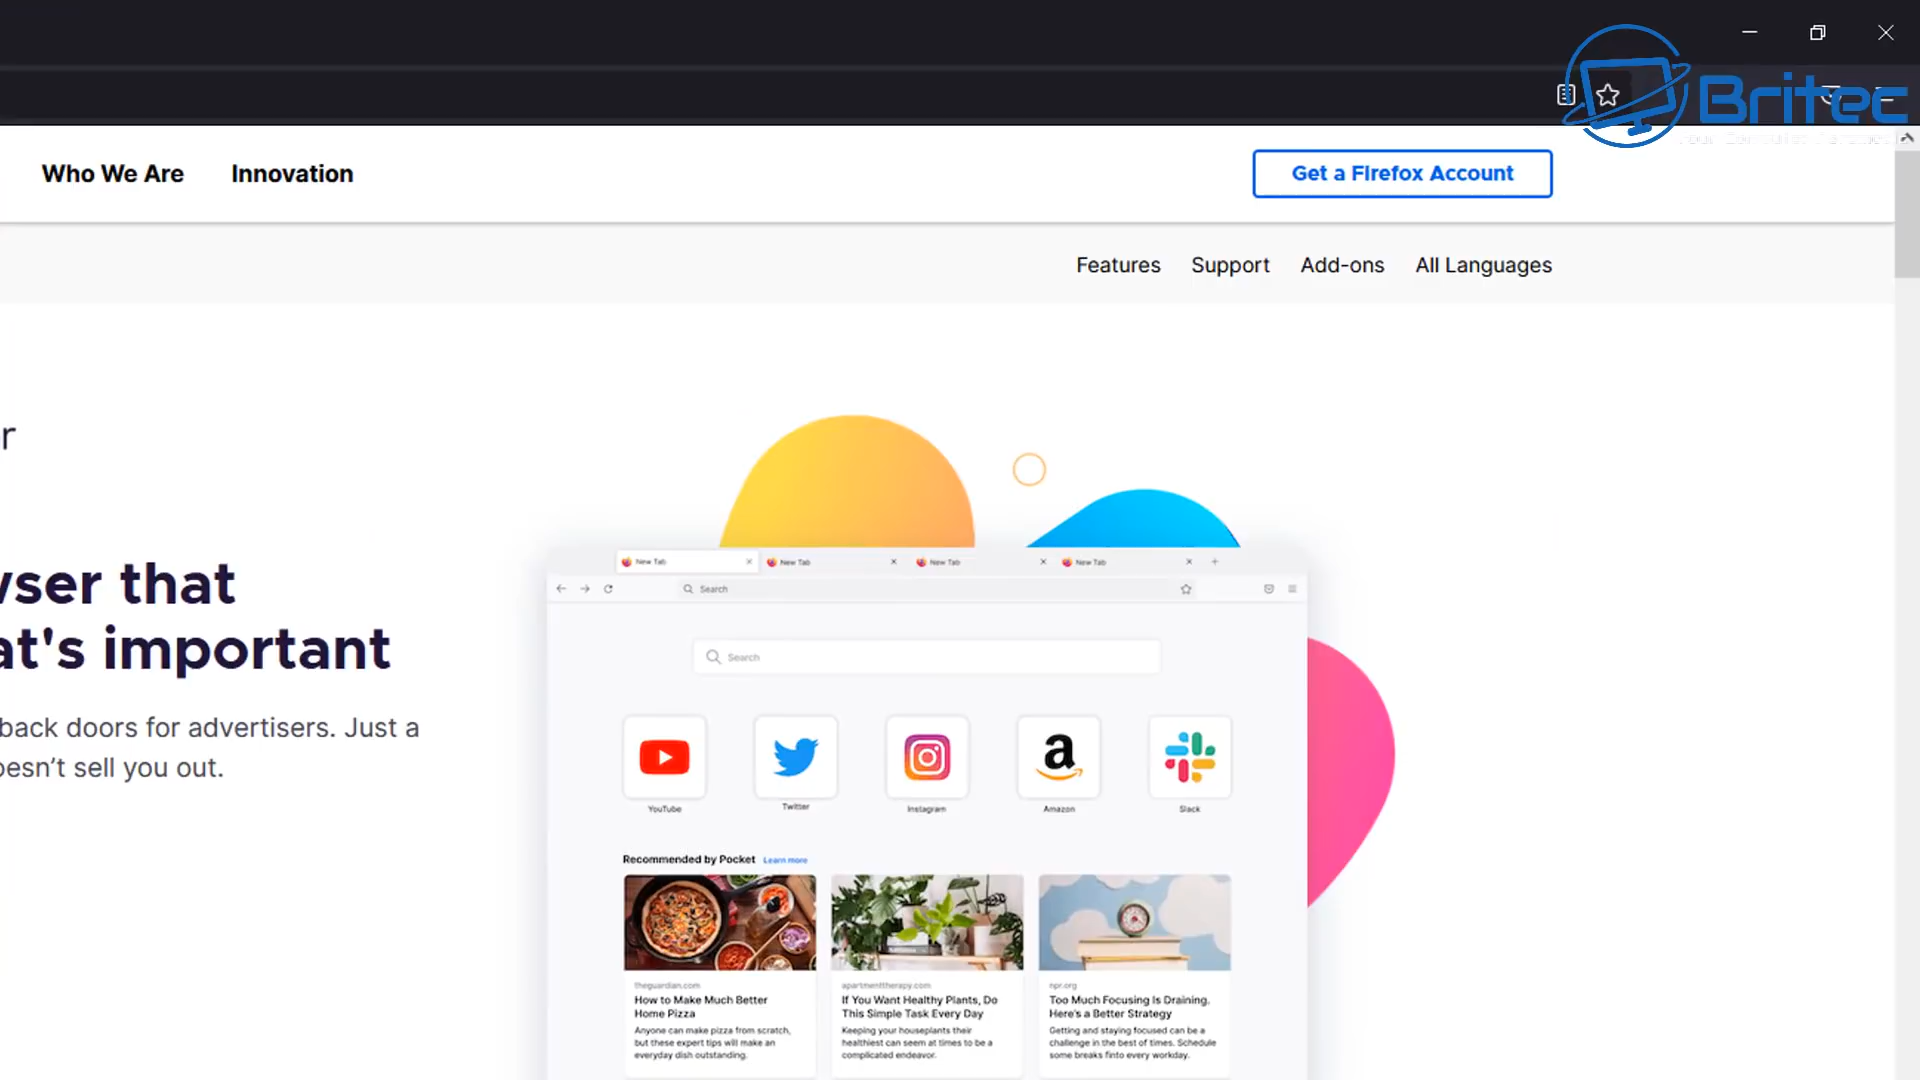 Britec
Who We Are
Innovation
Get a Firefox Account
Features
Support
Add-ons
All Languages
r
wser that
at's important
back doors for advertisers. Just a
oesn't sell you out.
New Tab
New Tab
New Tab
New Tab
Search
Search
YouTube
Twitter
Instagram
Amazon
Slack
Recommended by Pocket Learn more
theguardian.com
How to Make Much Better
Home Pizza
Anyone can make pizza from scratch,
but these expert tips will make an
everyday dish outstanding.
apartmenttherapy.com
If You Want Healthy Plants, Do
This Simple Task Every Day
Keeping your houseplants their
healthiest can seem at times to be a
complicated endeavor.
npr.org
Too Much Focusing Is Draining.
Here's a Better Strategy
Getting and staying focused can be a
challenge in the best of times. Schedule
some breaks finto every workday.